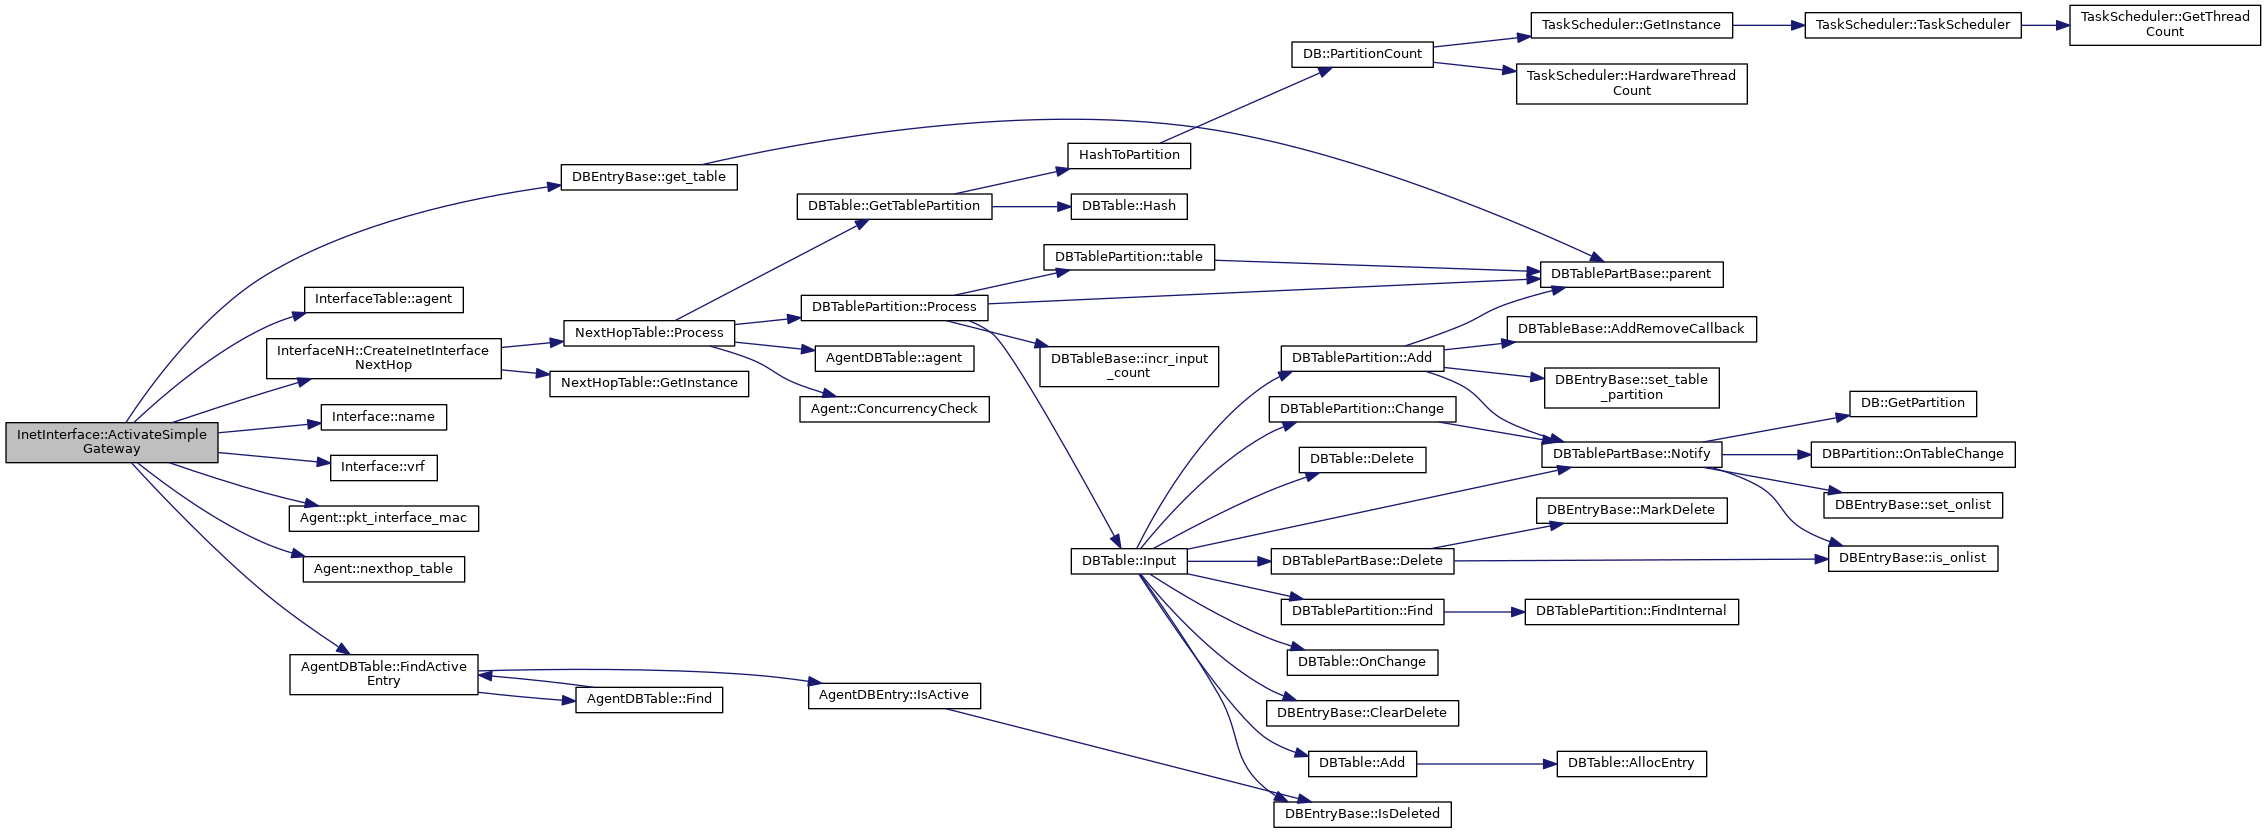 InetInterface::ActivateSimple
Gateway
DBEntryBase::get_table
InterfaceTable::agent
InterfaceNH::CreateInetInterface
NextHop
Interface::name
Interface::vrf
Agent::pkt_interface_mac
Agent::nexthop_table
AgentDBTable::FindActive
Entry
NextHopTable::Process
NextHopTable::GetInstance
AgentDBTable::Find
DBTable::GetTablePartition
DBTablePartition::Process
AgentDBTable::agent
Agent::ConcurrencyCheck
AgentDBEntry::IsActive
HashToPartition
DBTable::Hash
DBTablePartition::table
DBTableBase::incr_input
_count
DBTable::Input
DB::PartitionCount
DBTablePartition::Add
DBTablePartition::Change
DBTable::Delete
DBTablePartBase::Delete
DBTablePartition::Find
DBTable::OnChange
DBEntryBase::ClearDelete
DBTable::Add
DBEntryBase::IsDeleted
TaskScheduler::GetInstance
TaskScheduler::HardwareThread
Count
DBTablePartBase::parent
DBTableBase::AddRemoveCallback
DBEntryBase::set_table
_partition
DBTablePartBase::Notify
DBEntryBase::MarkDelete
DBTablePartition::FindInternal
DBTable::AllocEntry
TaskScheduler::TaskScheduler
DB::GetPartition
DBPartition::OnTableChange
DBEntryBase::set_onlist
DBEntryBase::is_onlist
TaskScheduler::GetThread
Count